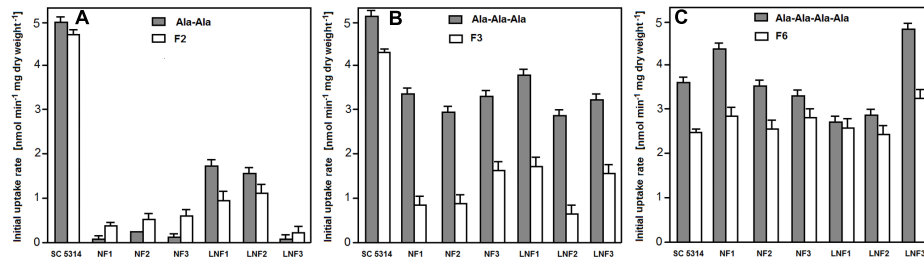 A
Ala-Ala
F2
Initial uptake rate [nmol min-1 mg dry weight-1]
5
4
3
2
1
0
SC 5314 NF1 NF2 NF3 LNF1 LNF2 LNF3
B
Ala-Ala-Ala
F3
Initial uptake rate [nmol min-1 mg dry weight-1]
5
4
3
2
1
0
SC 5314 NF1 NF2 NF3 LNF1 LNF2 LNF3
C
Ala-Ala-Ala-Ala
F6
Initial uptake rate [nmol min-1 mg dry weight-1]
5
4
3
2
1
0
SC 5314 NF1 NF2 NF3 LNF1 LNF2 LNF3